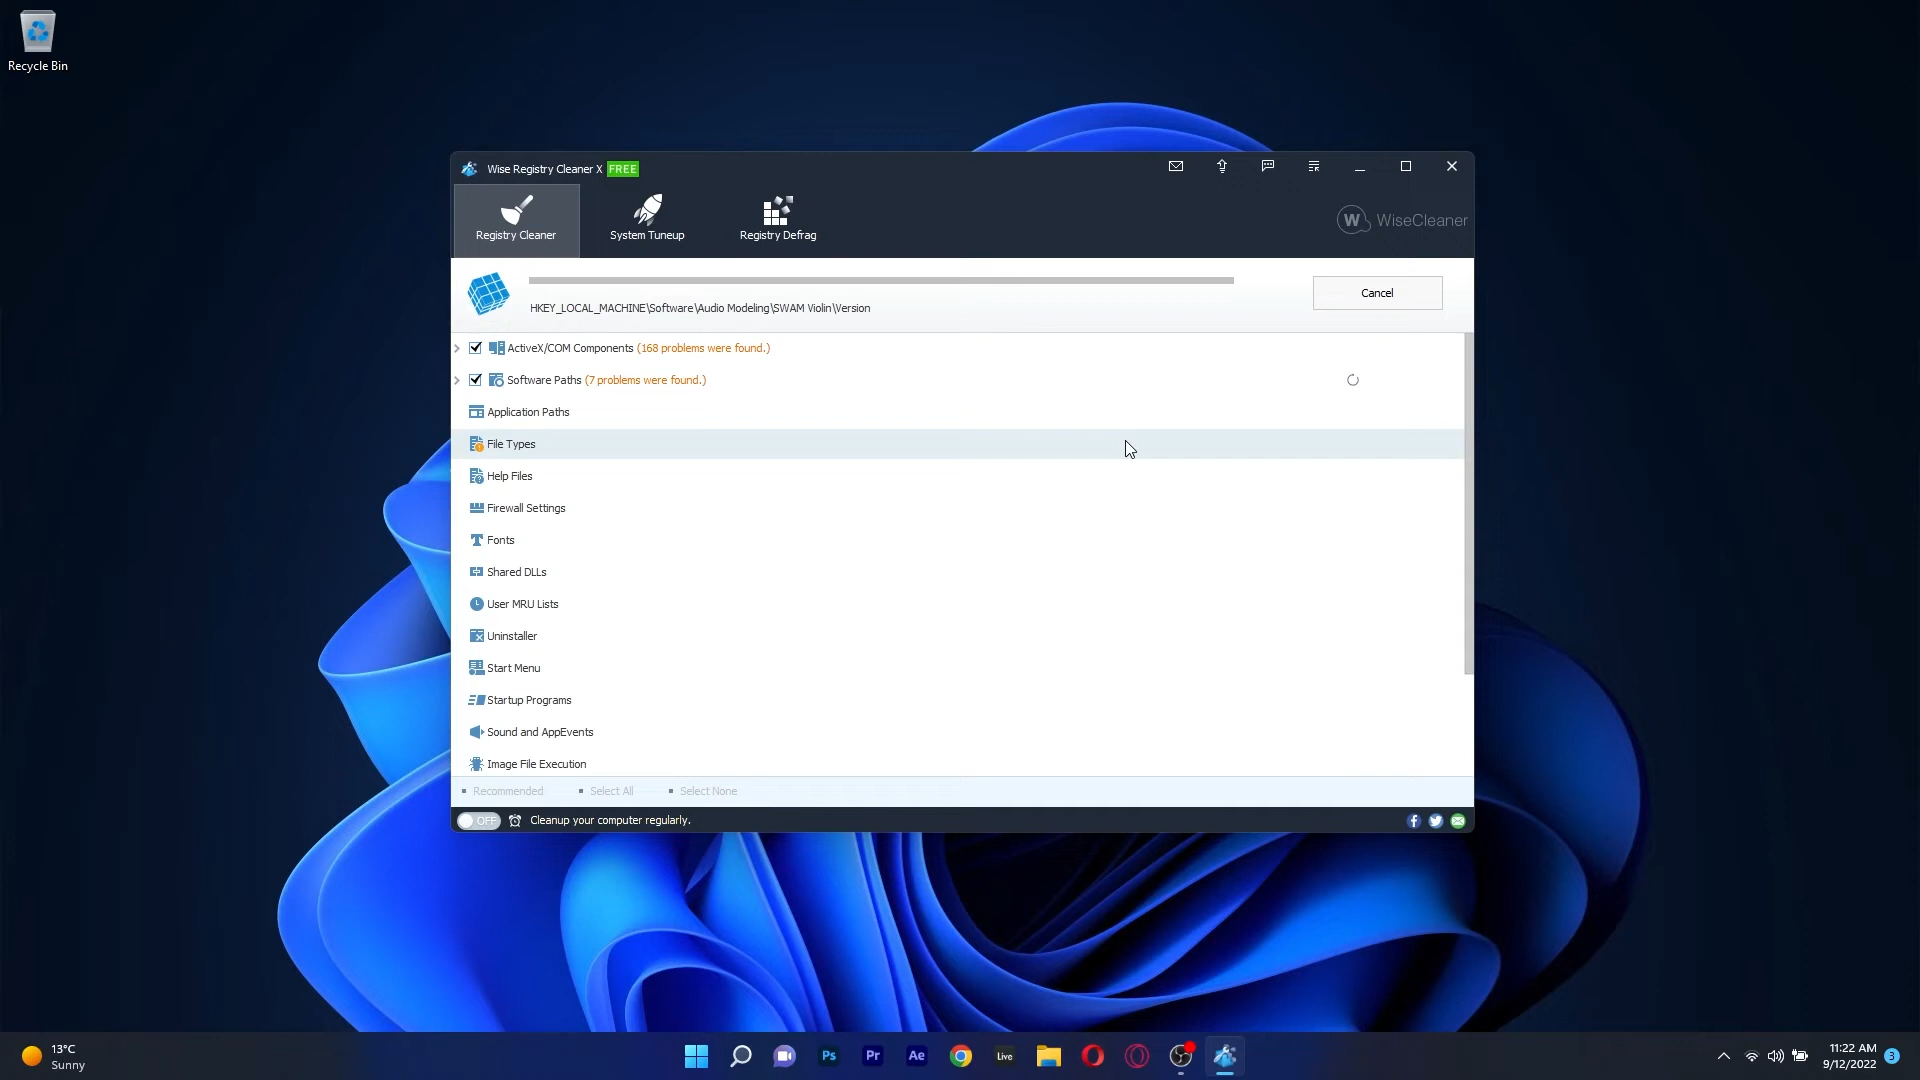 Recycle Bin
Wise Registry Cleaner X FREE
Registry Cleaner
System Tuneup
Registry Defrag
W WiseCleaner
HKEY_LOCAL_MACHINE\Software\Audio Modeling\SWAM Violin\Version
Cancel
ActiveX/COM Components (168 problems were found.)
Software Paths (7 problems were found.)
Application Paths
File Types
Help Files
Firewall Settings
Fonts
Shared DLLs
User MRU Lists
Uninstaller
Start Menu
Startup Programs
Sound and AppEvents
Image File Execution
Recommended
Select All
Select None
OFF
Cleanup your computer regularly.
13°C
Sunny
Ps
Pr
Ae
Live
11:22 AM
9/12/2022
3